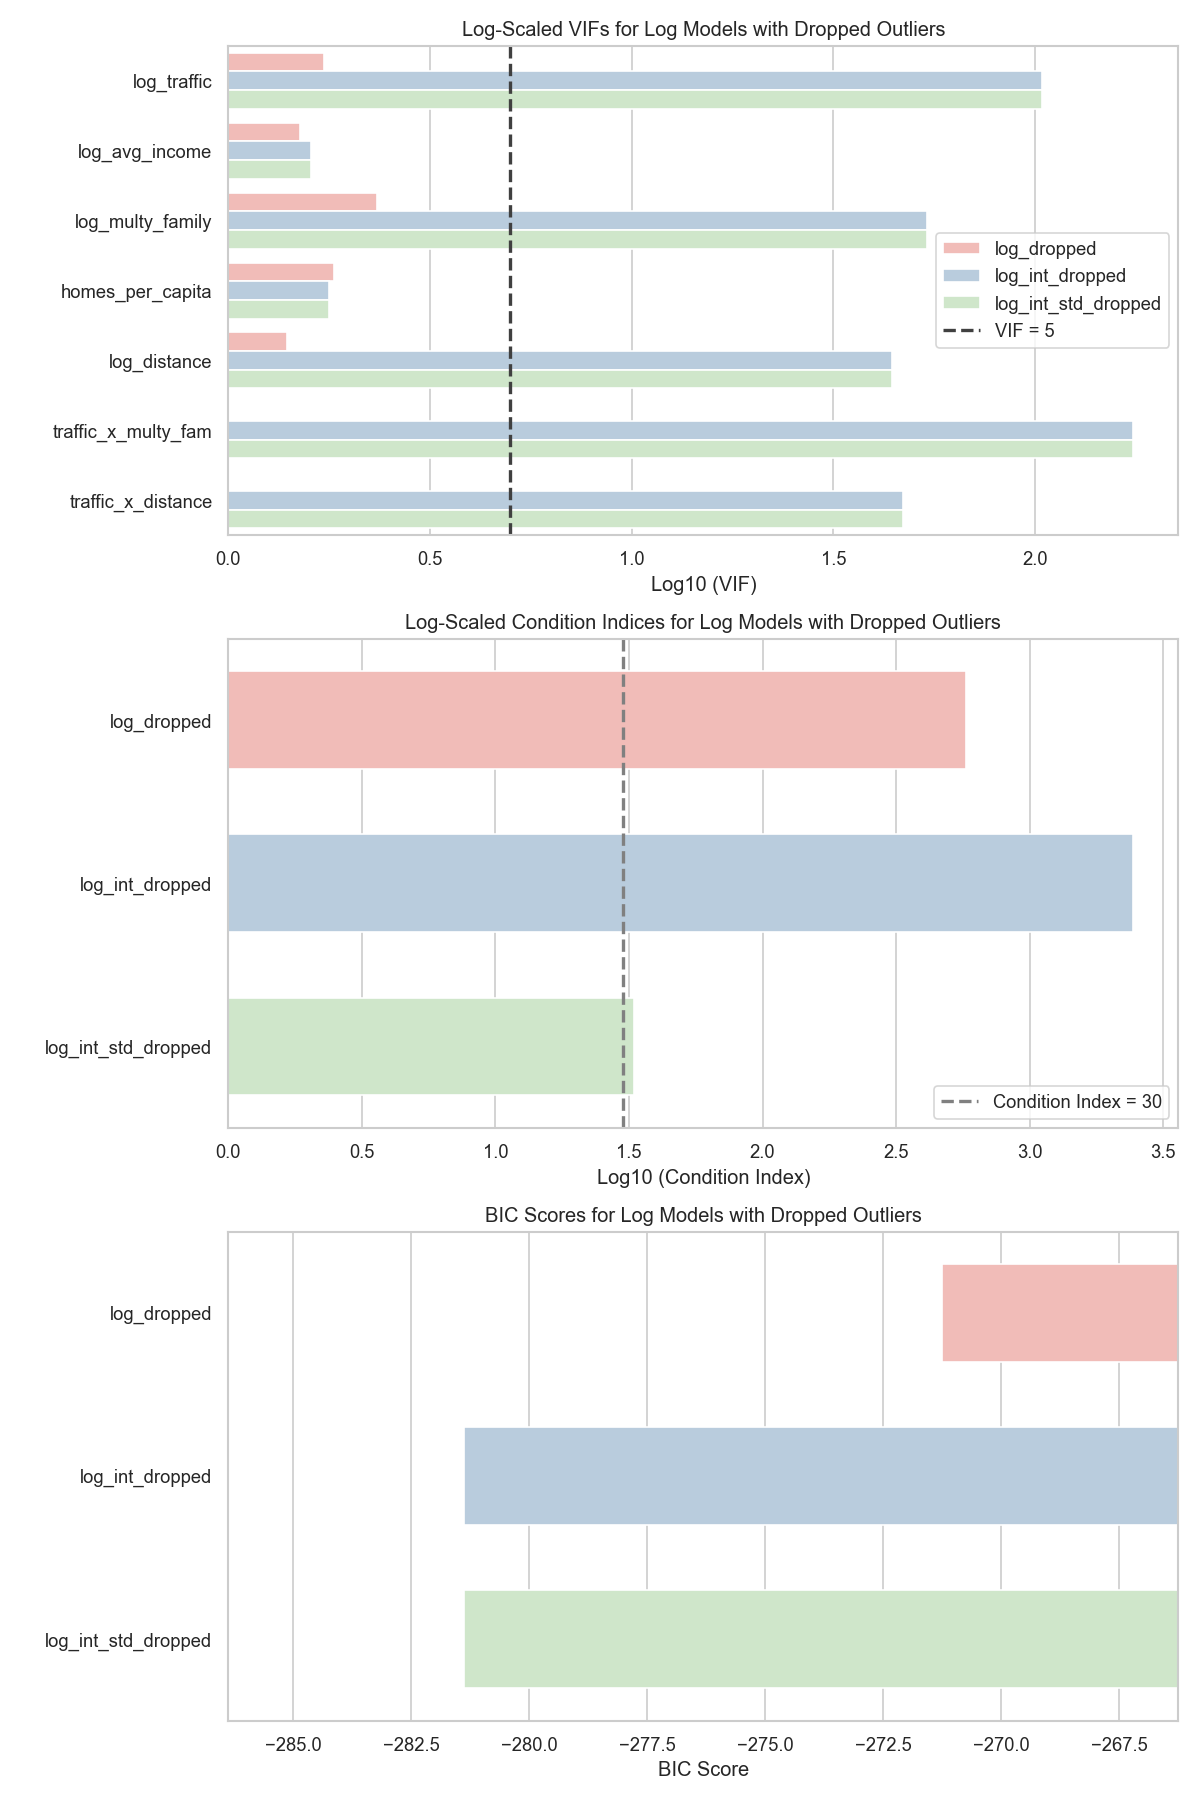 Log-Scaled VIFs for Log Models with Dropped Outliers
log_traffic
log_avg_income
log_multy_family
homes_per_capita
log_distance
traffic_x_multy_fam
traffic_x_distance
log_dropped
log_int_dropped
log_int_std_dropped
VIF = 5
0.0 0.5 1.0 1.5 2.0
Log10 (VIF)
Log-Scaled Condition Indices for Log Models with Dropped Outliers
log_dropped
log_int_dropped
log_int_std_dropped
Condition Index = 30
0.0 0.5 1.0 1.5 2.0 2.5 3.0 3.5
Log10 (Condition Index)
BIC Scores for Log Models with Dropped Outliers
log_dropped
log_int_dropped
log_int_std_dropped
−285.0 −282.5 −280.0 −277.5 −275.0 −272.5 −270.0 −267.5
BIC Score